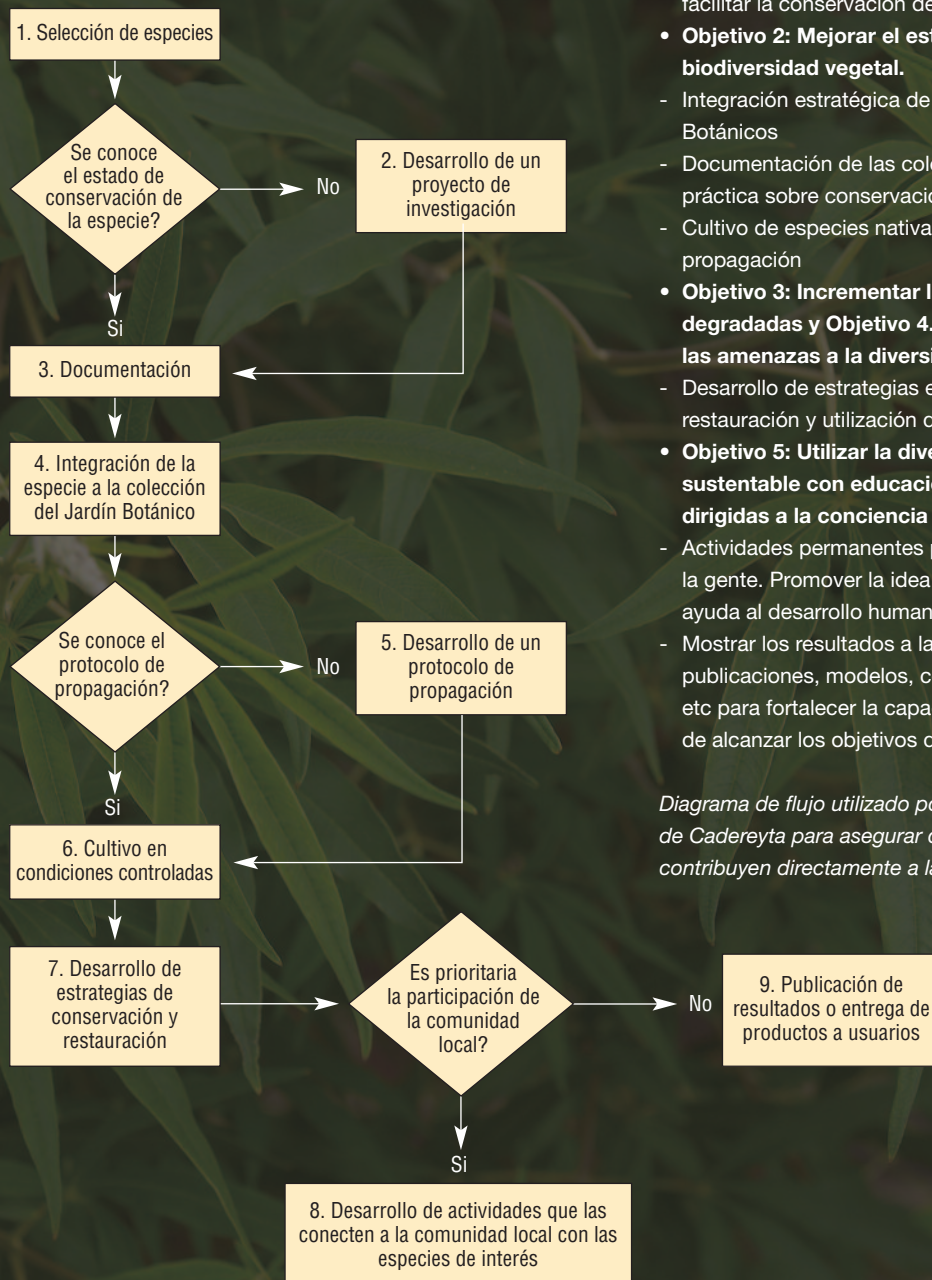 1. Selección de especies
Se conoce
el estado de
conservación de
la especie?
No
2. Desarrollo de un
proyecto de
investigación
Si
3. Documentación
4. Integración de la
especie a la colección
del Jardín Botánico
Se conoce el
protocolo de
propagación?
No
5. Desarrollo de un
protocolo de
propagación
Si
6. Cultivo en
condiciones controladas
7. Desarrollo de
estrategias de
conservación y
restauración
Es prioritaria
la participación de
la comunidad
local?
No
9. Publicación de
resultados o entrega de
productos a usuarios
Si
8. Desarrollo de actividades que las
conecten a la comunidad local con las
especies de interés
facilitar la conservación de
• Objetivo 2: Mejorar el est
biodiversidad vegetal.
- Integración estratégica de
Botánicos
- Documentación de las cole
práctica sobre conservació
- Cultivo de especies nativa
propagación
• Objetivo 3: Incrementar l
degradadas y Objetivo 4.
las amenazas a la diversi
- Desarrollo de estrategias e
restauración y utilización d
• Objetivo 5: Utilizar la dive
sustentable con educació
dirigidas a la conciencia
- Actividades permanentes p
la gente. Promover la idea
ayuda al desarrollo human
- Mostrar los resultados a la
publicaciones, modelos, c
etc para fortalecer la capa
de alcanzar los objetivos d
Diagrama de flujo utilizado po
de Cadereyta para asegurar
contribuyen directamente a la